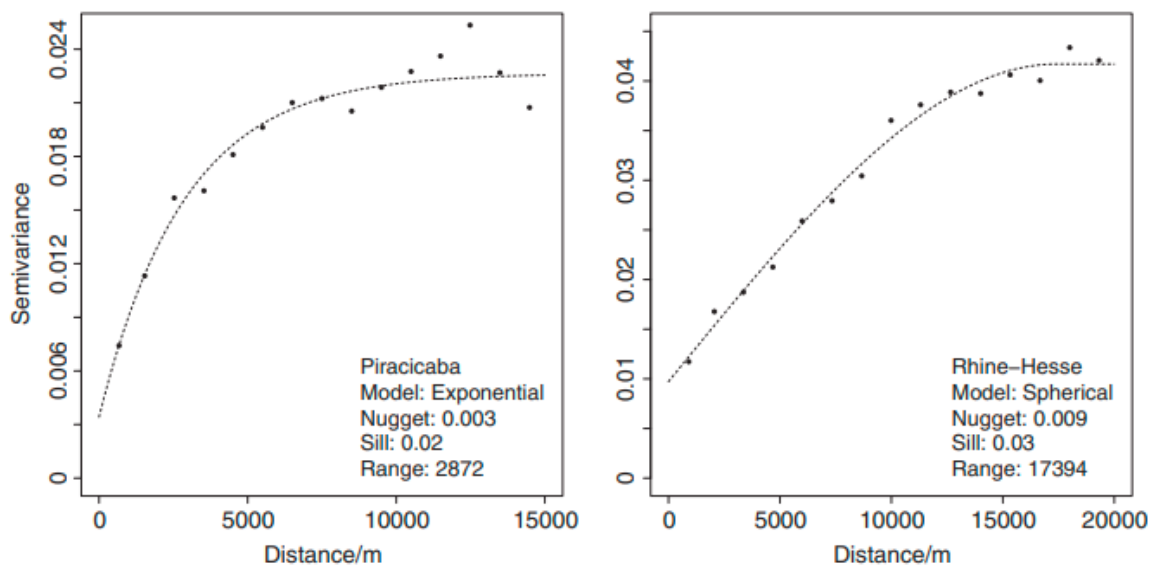 Semivariance
0.024
0.018
0.012
0.006
0
Piracicaba
Model: Exponential
Nugget: 0.003
Sill: 0.02
Range: 2872
0 5000 10000 15000
Distance/m
0.04
0.03
0.02
0.01
0
Rhine–Hesse
Model: Spherical
Nugget: 0.009
Sill: 0.03
Range: 17394
0 5000 10000 15000 20000
Distance/m